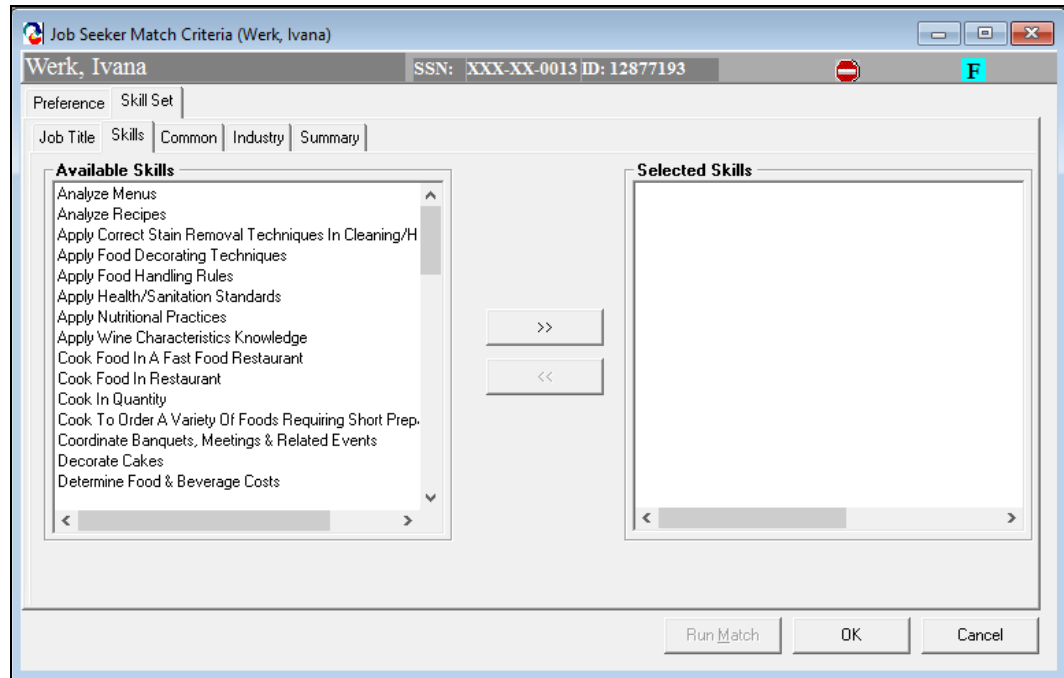 Job Seeker Match Criteria (Werk, Ivana)
Werk, Ivana SSN: XXX-XX-0013 ID: 12877193 F
Preference Skill Set
Job Title Skills Common Industry Summary
Available Skills
Analyze Menus
Analyze Recipes
Apply Correct Stain Removal Techniques In Cleaning/H
Apply Food Decorating Techniques
Apply Food Handling Rules
Apply Health/Sanitation Standards
Apply Nutritional Practices
Apply Wine Characteristics Knowledge
Cook Food In A Fast Food Restaurant
Cook Food In Restaurant
Cook In Quantity
Cook To Order A Variety Of Foods Requiring Short Prep
Coordinate Banquets, Meetings & Related Events
Decorate Cakes
Determine Food & Beverage Costs
>>
<<
Selected Skills
Run Match OK Cancel